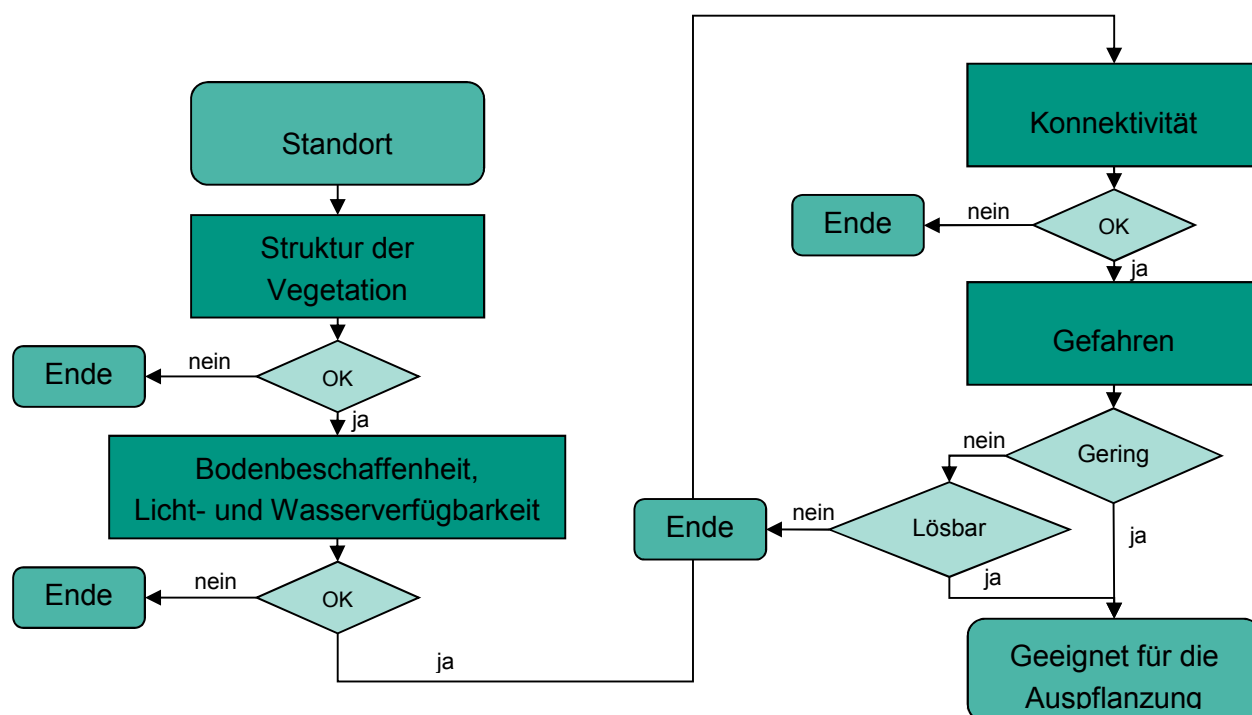 Standort
Struktur der
Vegetation
nein
Ende
OK
ja
Bodenbeschaffenheit,
Licht- und Wasserverfügbarkeit
nein
Ende
OK
ja
Konnektivität
nein
Ende
OK
ja
Gefahren
nein
Gering
ja
nein
Ende
Lösbar
ja
Geeignet für die
Auspflanzung